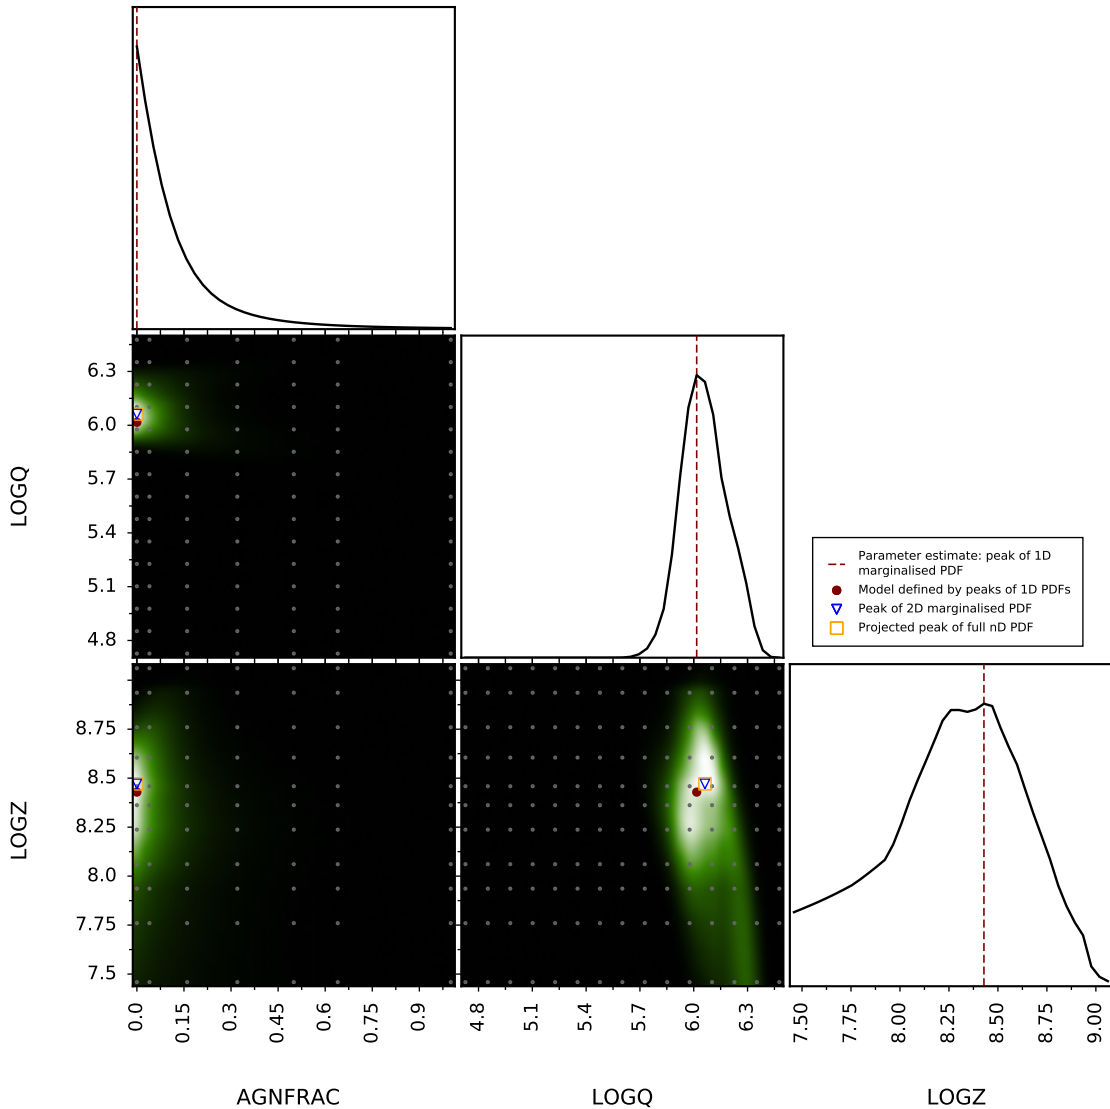 6.3
6.0
5.7
5.4
5.1
4.8
LOGQ
Parameter estimate: peak of 1D
marginalised PDF
Model defined by peaks of 1D PDFs
Peak of 2D marginalised PDF
Projected peak of full nD PDF
8.75
8.5
8.25
8.0
7.75
7.5
LOGZ
0.0 0.15 0.3 0.45 0.6 0.75 0.9
4.8 5.1 5.4 5.7 6.0 6.3
7.50 7.75 8.00 8.25 8.50 8.75 9.00
AGNFRAC LOGQ LOGZ